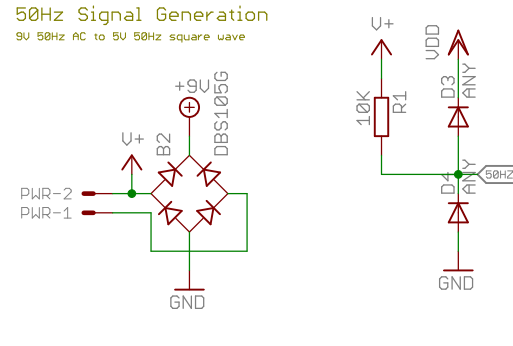 50Hz Signal Generation
9V 50Hz AC to 5V 50Hz square wave
V+
VDD
D3
ANY
10K
R1
+9V
DBS105G
B2
V+
PWR-2
PWR-1
D4
ANY
50HZ
GND
GND